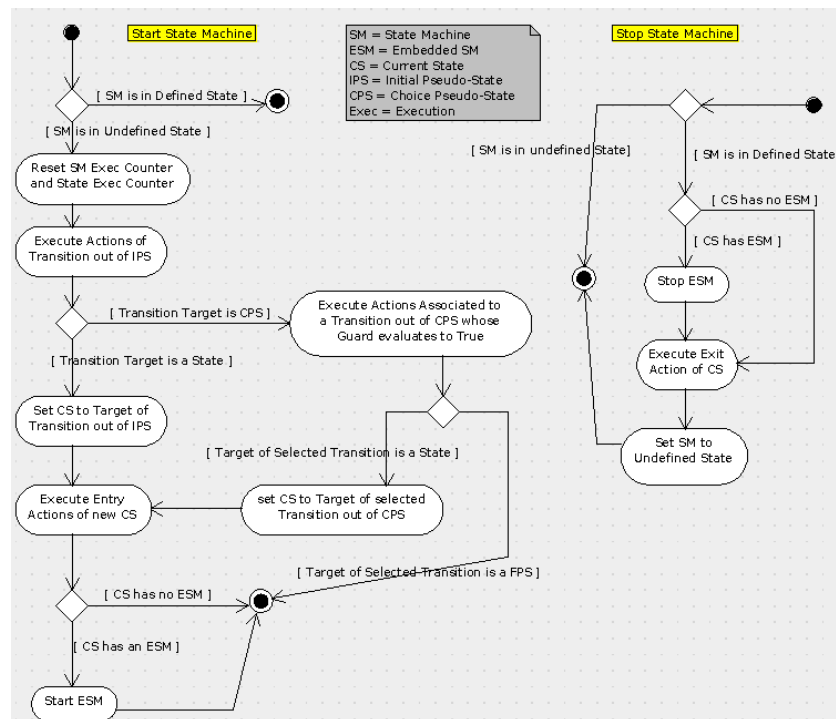 Start State Machine
SM = State Machine
ESM = Embedded SM
CS = Current State
IPS = Initial Pseudo-State
CPS = Choice Pseudo-State
Exec = Execution
Stop State Machine
[ SM is in Defined State ]
[ SM is in Undefined State ]
Reset SM Exec Counter
and State Exec Counter
Execute Actions of
Transition out of IPS
[ Transition Target is CPS ]
Execute Actions Associated to
a Transition out of CPS whose
Guard evaluates to True
[ Transition Target is a State ]
Set CS to Target of
Transition out of IPS
[ Target of Selected Transition is a State ]
Execute Entry
Actions of new CS
set CS to Target of selected
Transition out of CPS
[ Target of Selected Transition is a FPS ]
[ CS has no ESM ]
[ CS has an ESM ]
Start ESM
[ SM is in undefined State]
[ SM is in Defined State
[ CS has no ESM ]
[ CS has ESM ]
Stop ESM
Execute Exit
Action of CS
Set SM to
Undefined State